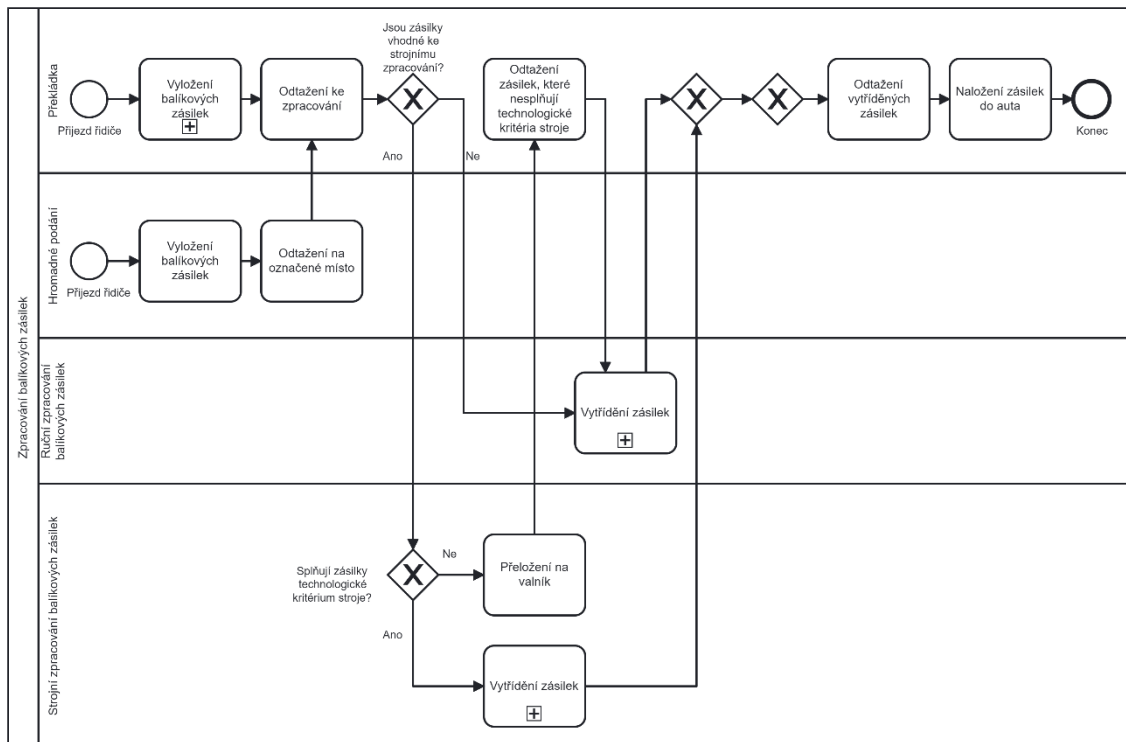 Zpracování balíkových zásilek
Překládka
Přijezd řidiče
Vyložení
balíkových
zásilek
Odtažení ke
zpracování
Jsou zásilky
vhodné ke
strojnímu
zpracování?
Ano
Ne
Odtažení
zásilek, které
nesplňují
technologické
kritéria stroje
Odtažení
vytříděných
zásilek
Naložení zásilek
do auta
Konec
Hromadné podání
Přijezd řidiče
Vyložení
balíkových
zásilek
Odtažení na
označené místo
Ruční zpracování
balíkových zásilek
Vytřídění zásilek
Strojní zpracování balíkových zásilek
Splňují zásilky
technologické
kritérium stroje?
Ne
Ano
Přeložení na
valník
Vytřídění zásilek